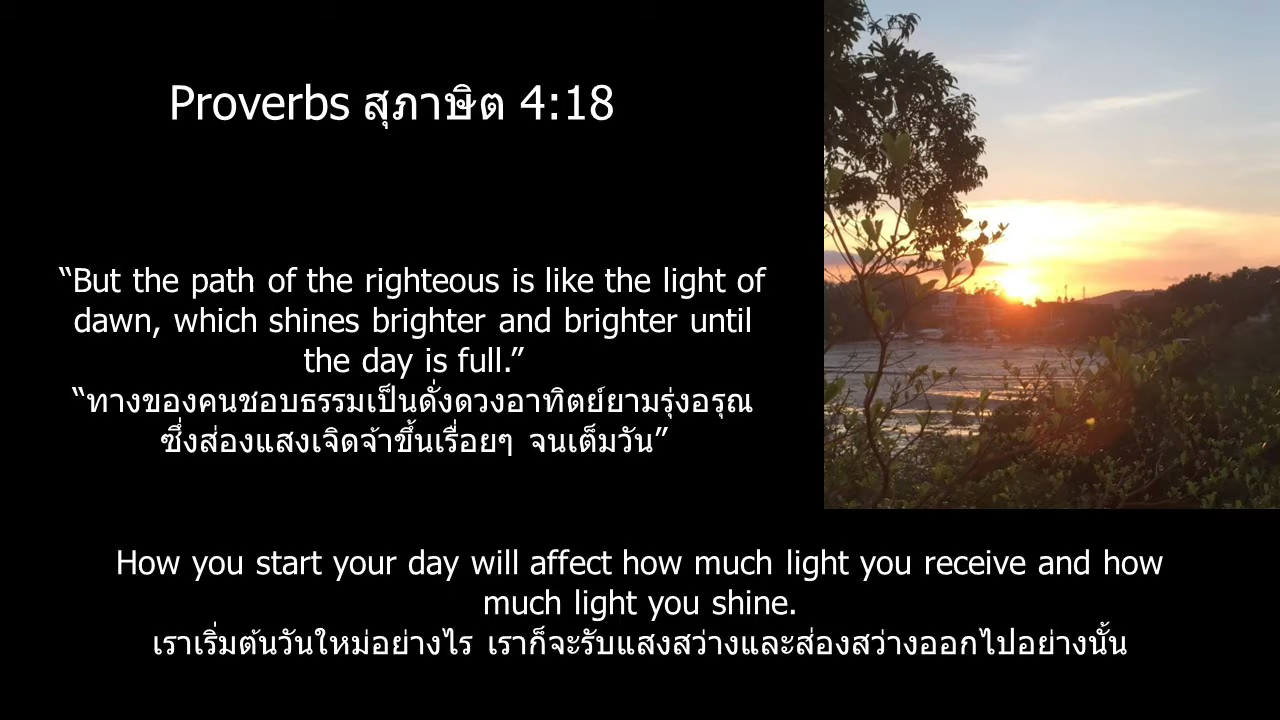 Proverbs สุภาษิต 4:18
“But the path of the righteous is like the light of
dawn, which shines brighter and brighter until
the day is full.”
“ทางของคนชอบธรรมเป็นดั่งดวงอาทิตย์ยามรุ่งอรุณ
ซึ่งส่องแสงเจิดจ้าขึ้นเรื่อยๆ จนเต็มวัน”
How you start your day will affect how much light you receive and how
much light you shine.
เราเริ่มต้นวันใหม่อย่างไร เราก็จะรับแสงสว่างและส่องสว่างออกไปอย่างนั้น